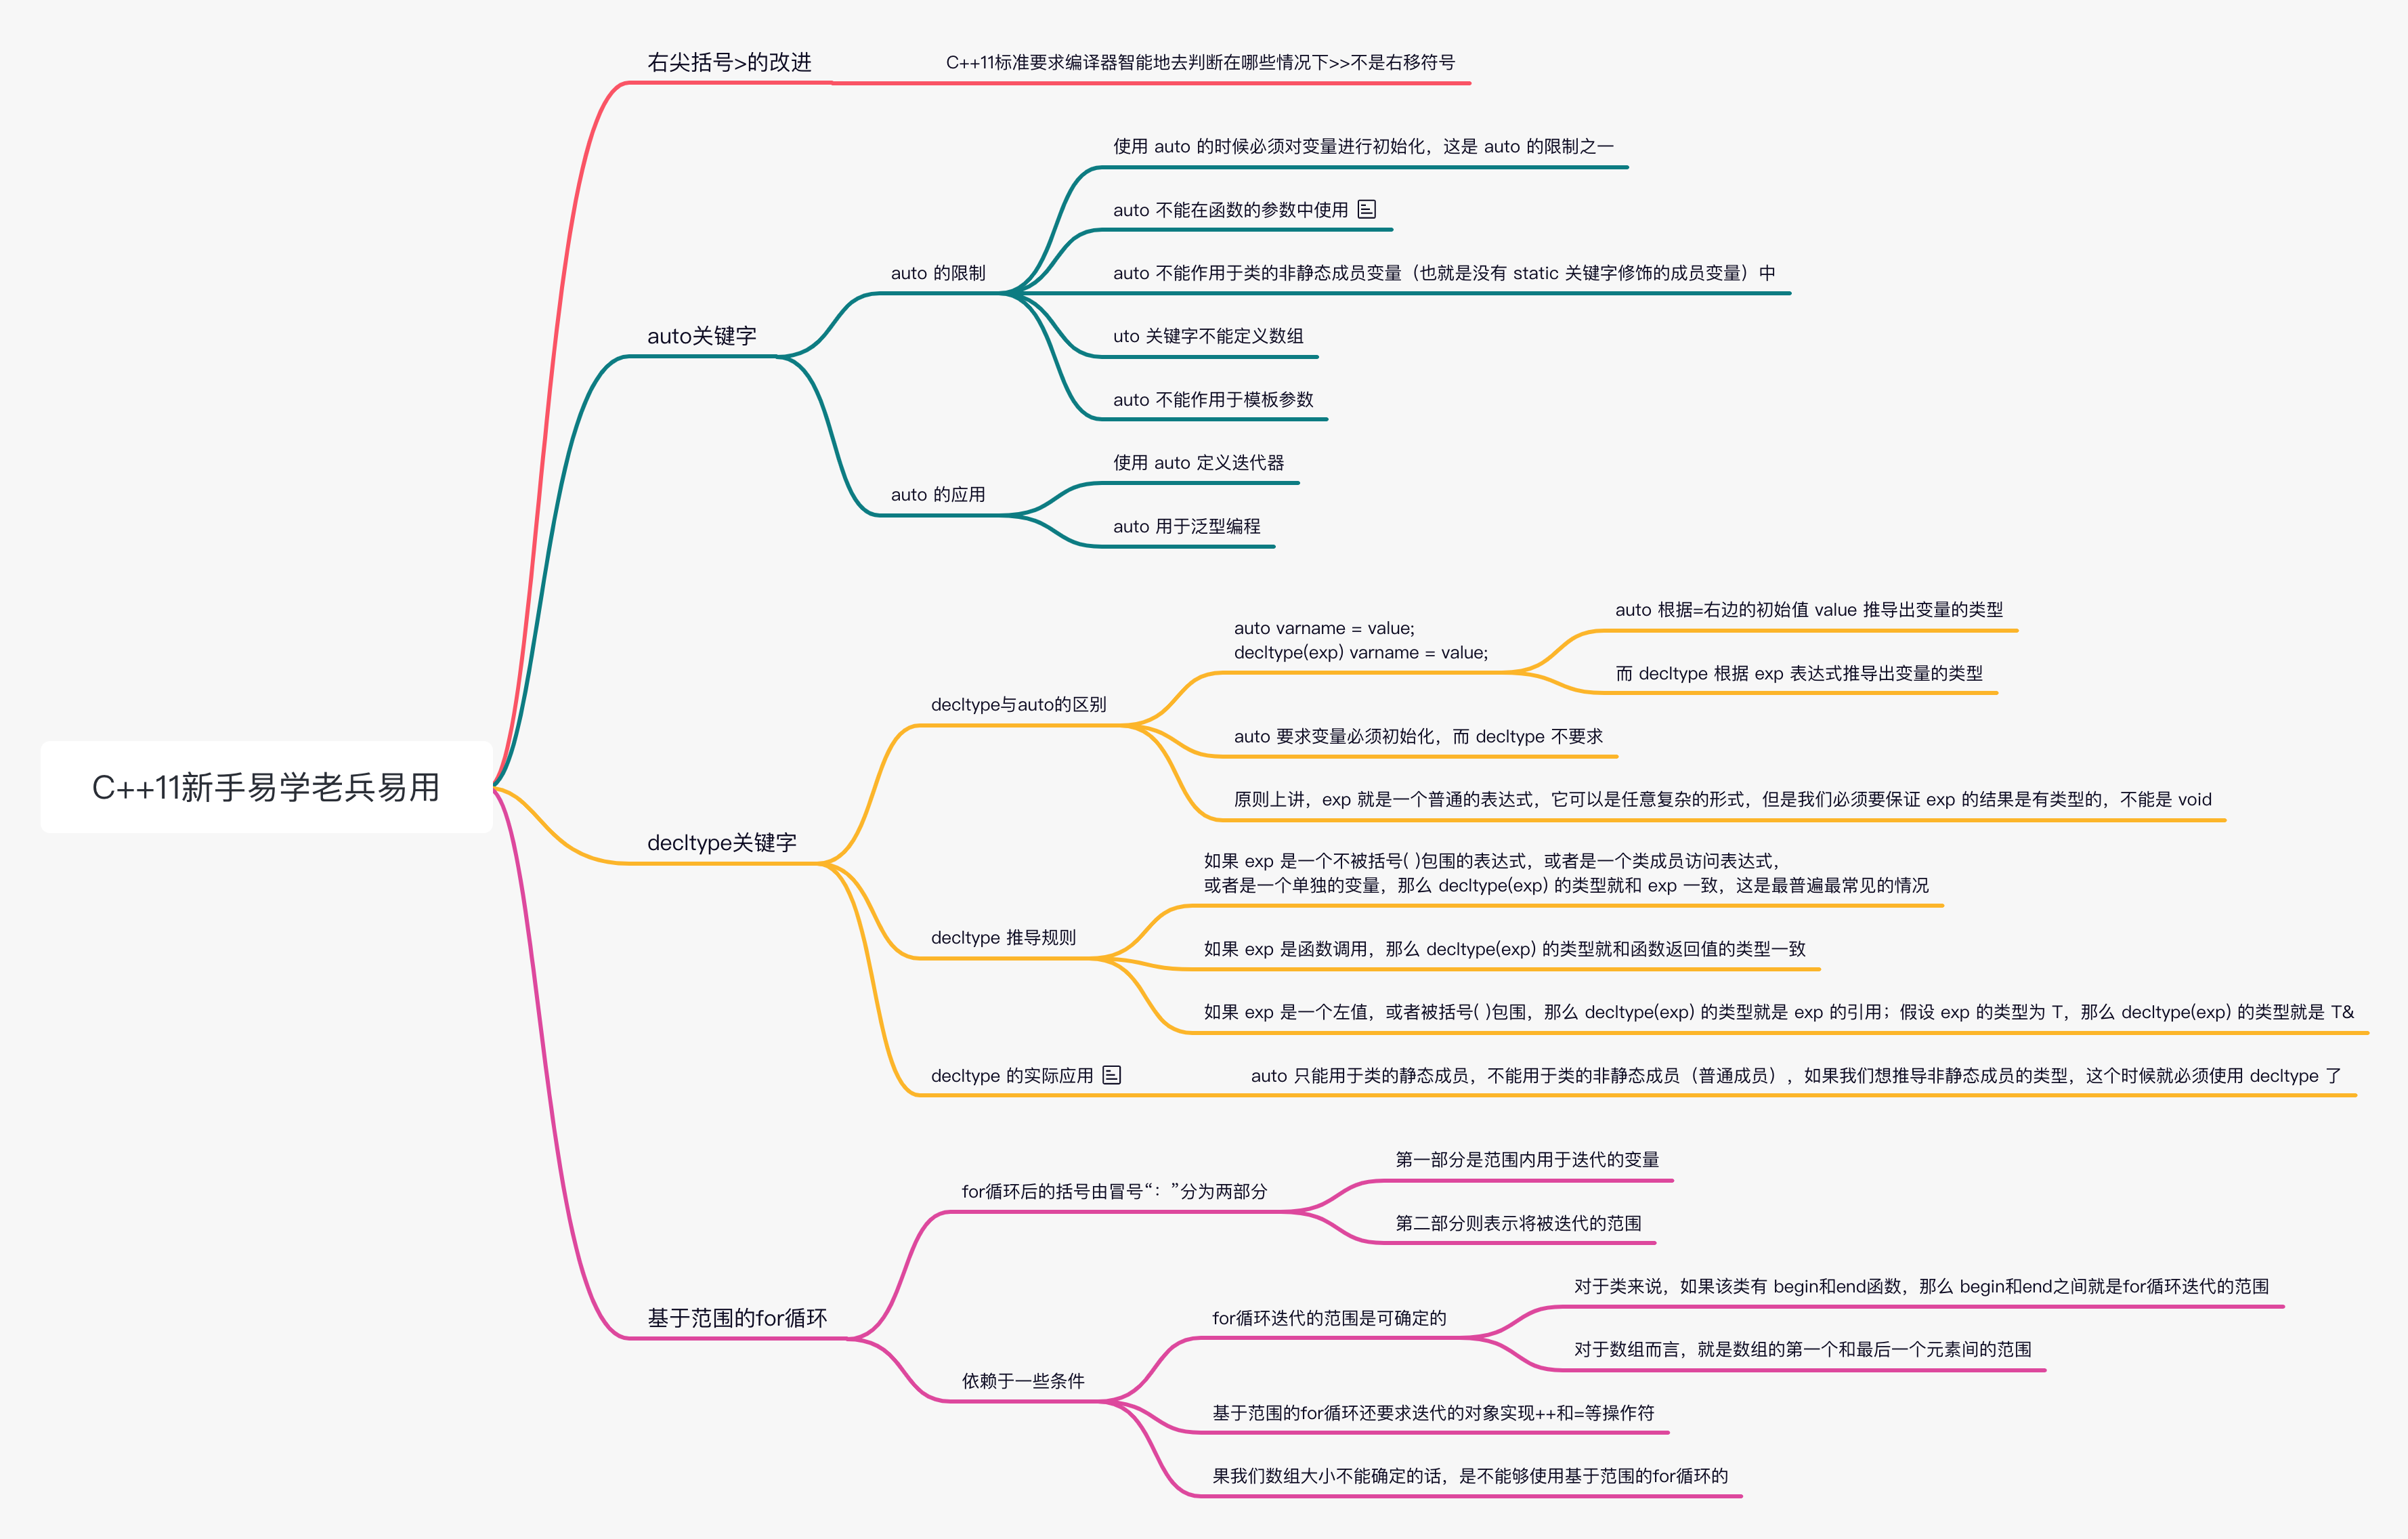 C++11新手易学老兵易用
右尖括号>的改进
C++11标准要求编译器智能地去判断在哪些情况下>>不是右移符号
auto关键字
auto 的限制
使用 auto 的时候必须对变量进行初始化，这是 auto 的限制之一
auto 不能在函数的参数中使用
auto 不能作用于类的非静态成员变量（也就是没有 static 关键字修饰的成员变量）中
uto 关键字不能定义数组
auto 不能作用于模板参数
auto 的应用
使用 auto 定义迭代器
auto 用于泛型编程
decltype关键字
decltype与auto的区别
auto varname = value;
decltype(exp) varname = value;
auto 根据=右边的初始值 value 推导出变量的类型
而 decltype 根据 exp 表达式推导出变量的类型
auto 要求变量必须初始化，而 decltype 不要求
原则上讲，exp 就是一个普通的表达式，它可以是任意复杂的形式，但是我们必须要保证 exp 的结果是有类型的，不能是 void
decltype 推导规则
如果 exp 是一个不被括号( )包围的表达式，或者是一个类成员访问表达式，
或者是一个单独的变量，那么 decltype(exp) 的类型就和 exp 一致，这是最普遍最常见的情况
如果 exp 是函数调用，那么 decltype(exp) 的类型就和函数返回值的类型一致
如果 exp 是一个左值，或者被括号( )包围，那么 decltype(exp) 的类型就是 exp 的引用；假设 exp 的类型为 T，那么 decltype(exp) 的类型就是 T&
decltype 的实际应用
auto 只能用于类的静态成员，不能用于类的非静态成员（普通成员），如果我们想推导非静态成员的类型，这个时候就必须使用 decltype 了
基于范围的for循环
for循环后的括号由冒号“：”分为两部分
第一部分是范围内用于迭代的变量
第二部分则表示将被迭代的范围
依赖于一些条件
for循环迭代的范围是可确定的
对于类来说，如果该类有 begin和end函数，那么 begin和end之间就是for循环迭代的范围
对于数组而言，就是数组的第一个和最后一个元素间的范围
基于范围的for循环还要求迭代的对象实现++和=等操作符
果我们数组大小不能确定的话，是不能够使用基于范围的for循环的